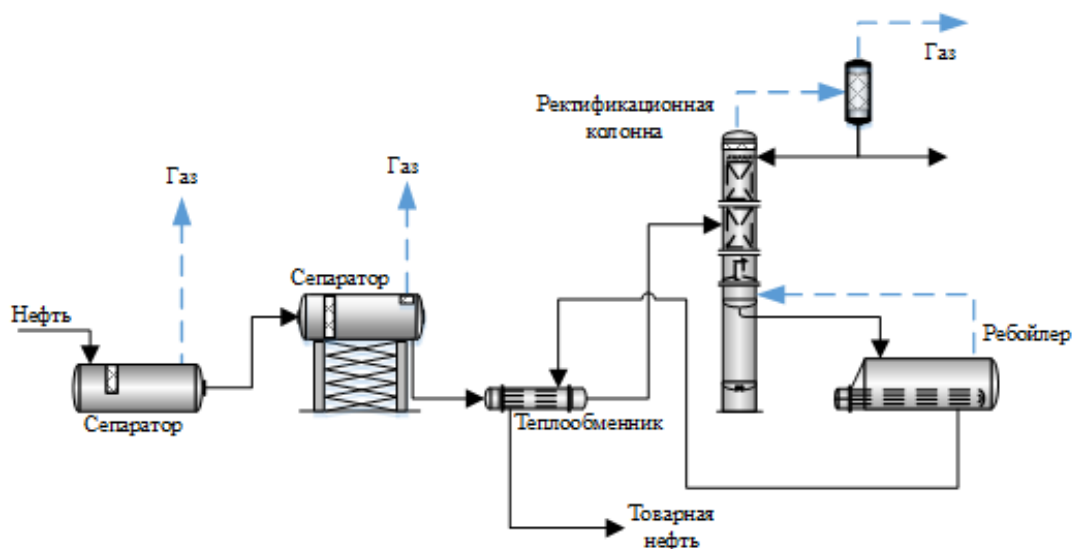 Газ
Ректификационная
колонна
Газ
Газ
Сепаратор
Нефть
Ребойлер
Сепаратор
Теплообменник
Товарная
нефть